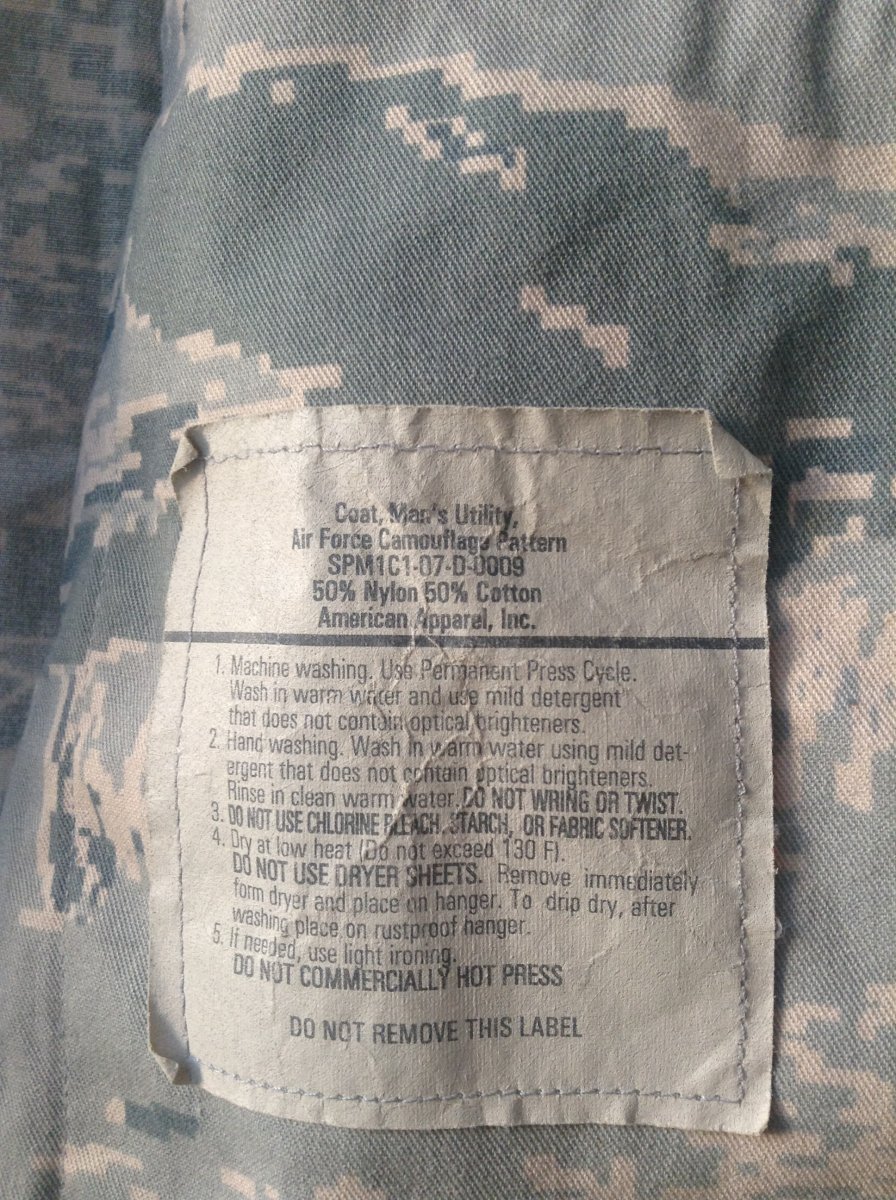 Coat, Man's Utility,
Air Force Camouflage Pattern
SPM1C1-07-D-0009
50% Nylon 50% Cotton
American Apparel, Inc.
1. Machine washing. Use Permanent Press Cycle.
Wash in warm water and use mild detergent
that does not contain optical brighteners.
2. Hand washing. Wash in warm water using mild det-
ergent that does not contain optical brighteners.
Rinse in clean warm water. DO NOT WRING OR TWIST.
3. DO NOT USE CHLORINE BLEACH, STARCH, OR FABRIC SOFTENER.
4. Dry at low heat (Do not exceed 130 F).
DO NOT USE DRYER SHEETS. Remove immediately
form dryer and place on hanger. To drip dry, after
washing place on rustproof hanger.
5. If needed, use light ironing.
DO NOT COMMERCIALLY HOT PRESS
DO NOT REMOVE THIS LABEL